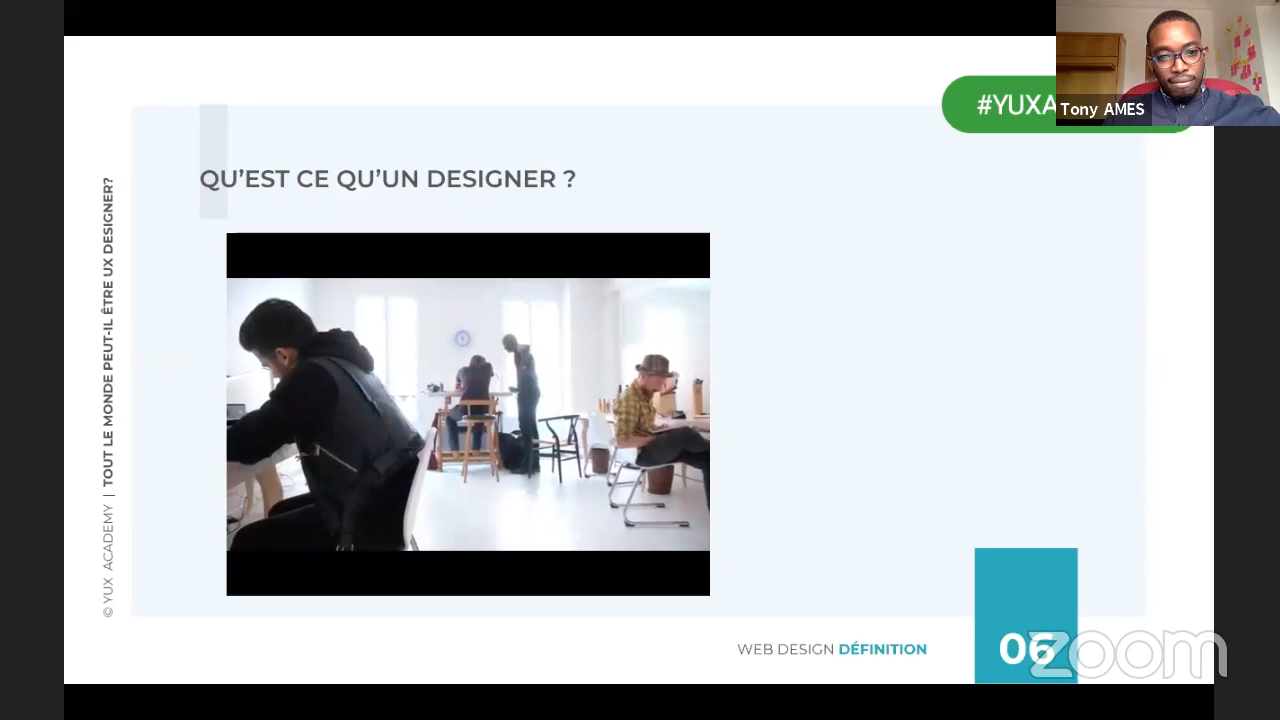 #YUXA
Tony AMES
QU’EST CE QU’UN DESIGNER ?
© YUX ACADEMY | TOUT LE MONDE PEUT-IL ÊTRE UX DESIGNER?
WEB DESIGN DÉFINITION
06
zoom